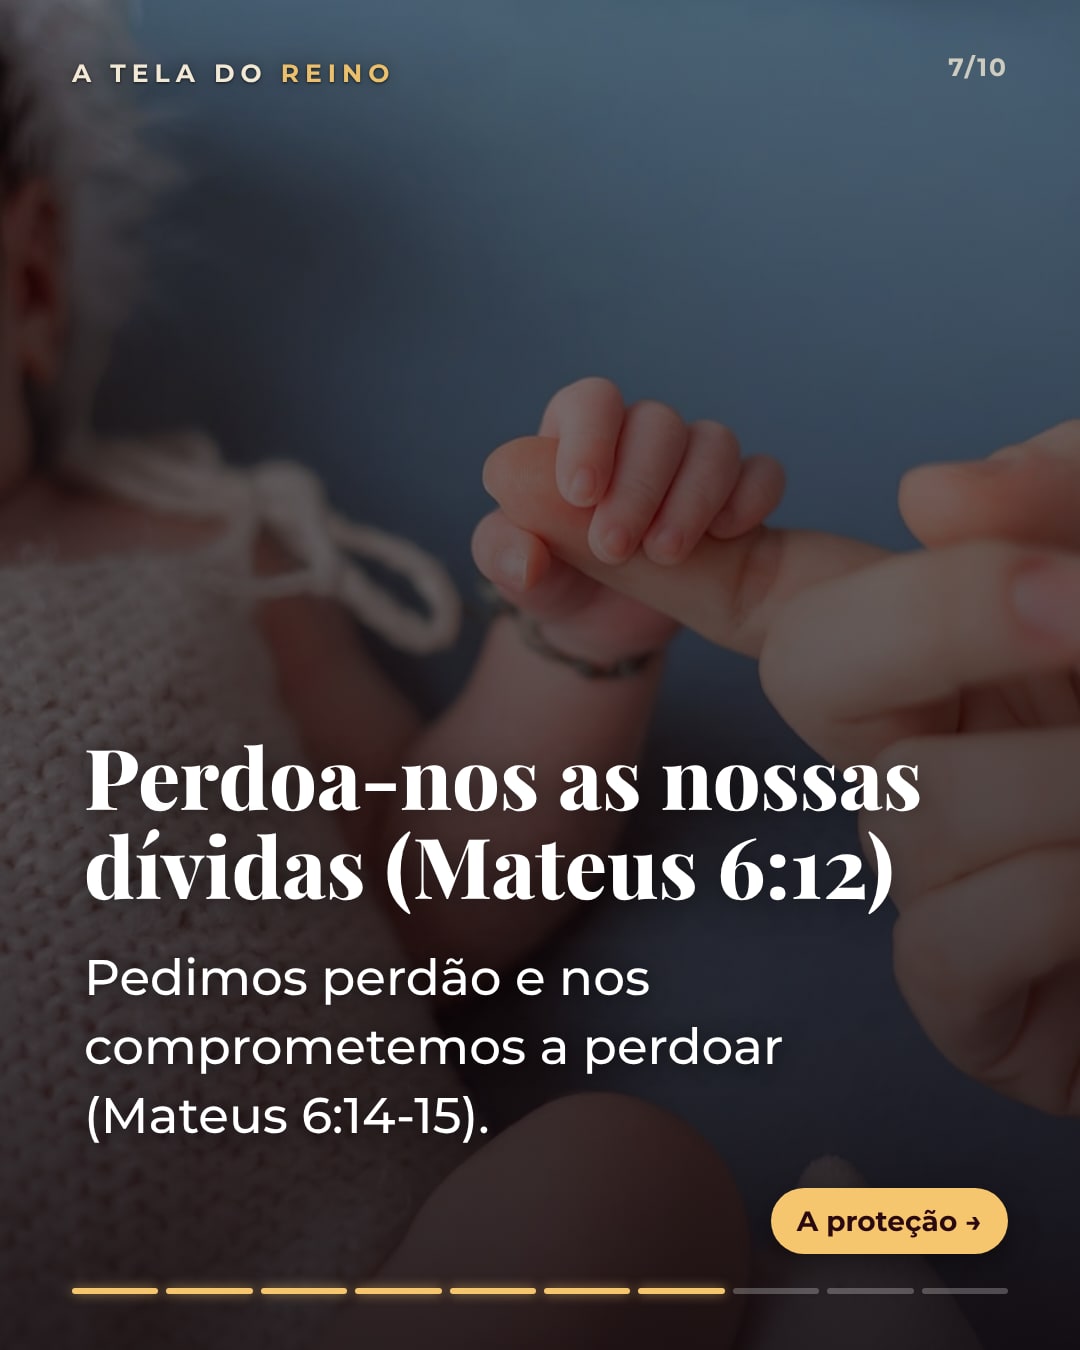 A TELA DO REINO
7/10
Perdoa-nos as nossas
dívidas (Mateus 6:12)
Pedimos perdão e nos
comprometemos a perdoar
(Mateus 6:14-15).
A proteção →